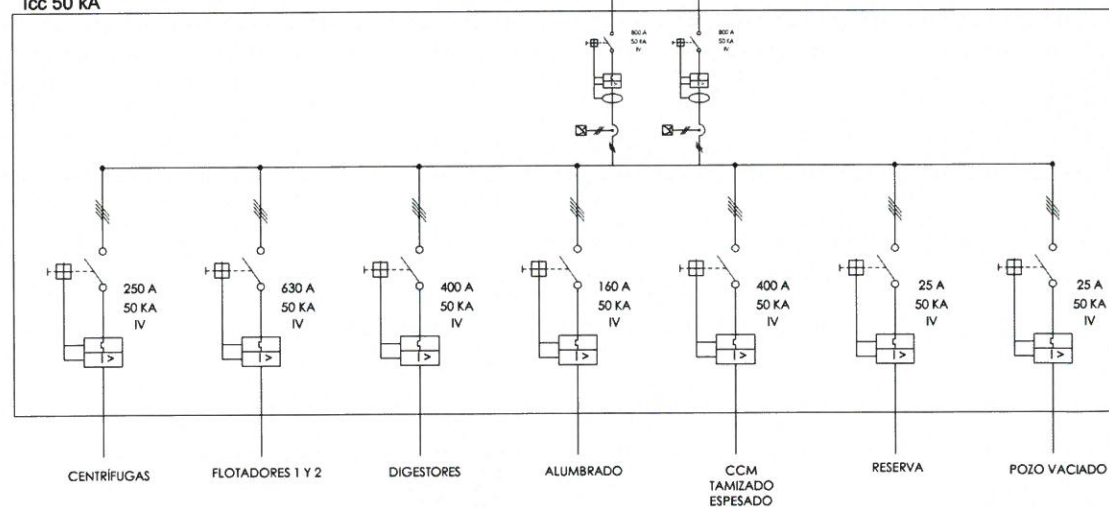 Icc 50 kA
800 A
50 KA
IV
800 A
50 KA
IV
250 A
50 KA
IV
630 A
50 KA
IV
400 A
50 KA
IV
160 A
50 KA
IV
400 A
50 KA
IV
25 A
50 KA
IV
25 A
50 KA
IV
I >
I >
I >
I >
I >
I >
I >
CENTRÍFUGAS
FLOTADORES 1 Y 2
DIGESTORES
ALUMBRADO
CCM
TAMIZADO
ESPESADO
RESERVA
POZO VACIADO